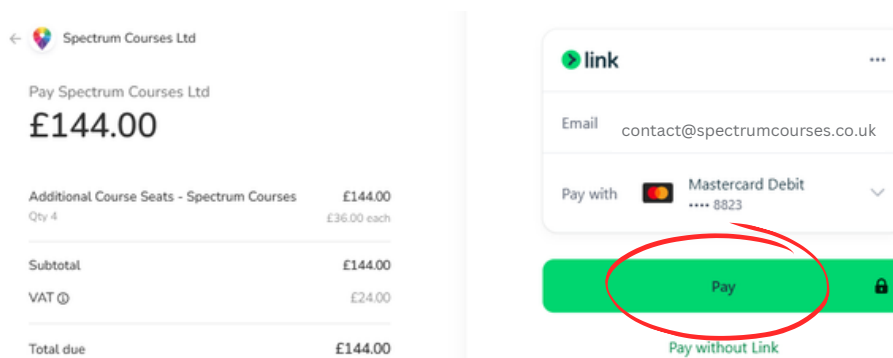 Spectrum Courses Ltd
Pay Spectrum Courses Ltd
£144.00
Additional Course Seats - Spectrum Courses £144.00
Qty 4 £36.00 each
Subtotal £144.00
VAT £24.00
Total due £144.00
link
Email contact@spectrumcourses.co.uk
Pay with Mastercard Debit
•••• 8823
Pay
Pay without Link